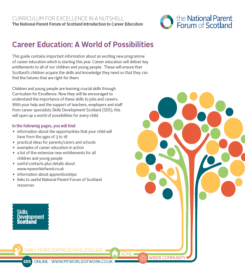 CURRICULUM FOR EXCELLENCE IN A NUTSHELL
The National Parent Forum of Scotland Introduction to Career Education
the National Parent
Forum of Scotland
Career Education: A World of Possibilities
This guide contains important information about an exciting new programme
of career education which is starting this year. Career education will deliver key
entitlements to all of our children and young people. These will ensure that
Scotland's children acquire the skills and knowledge they need so that they can
find the futures that are right for them.
Children and young people are learning crucial skills through
Curriculum for Excellence. Now they will be encouraged to
understand the importance of these skills to jobs and careers.
With your help and the support of teachers, employers and staff
from career specialists Skills Development Scotland (SDS), this
will open up a world of possibilities for every child.
In the following pages, you will find:
• information about the opportunities that your child will
have from the ages of 3 to 18
• practical ideas for parents/carers and schools
• examples of career education in action
• a list of the extensive new entitlements for all
children and young people
• useful contacts plus details about
www.myworldofwork.co.uk
• information about apprenticeships
• links to useful National Parent Forum of Scotland
resources
Skills
Development
Scotland
HOME
WIDER COMMUNITY
SDS ONLINE WWW.MYWORLDOFWORK.CO.UK